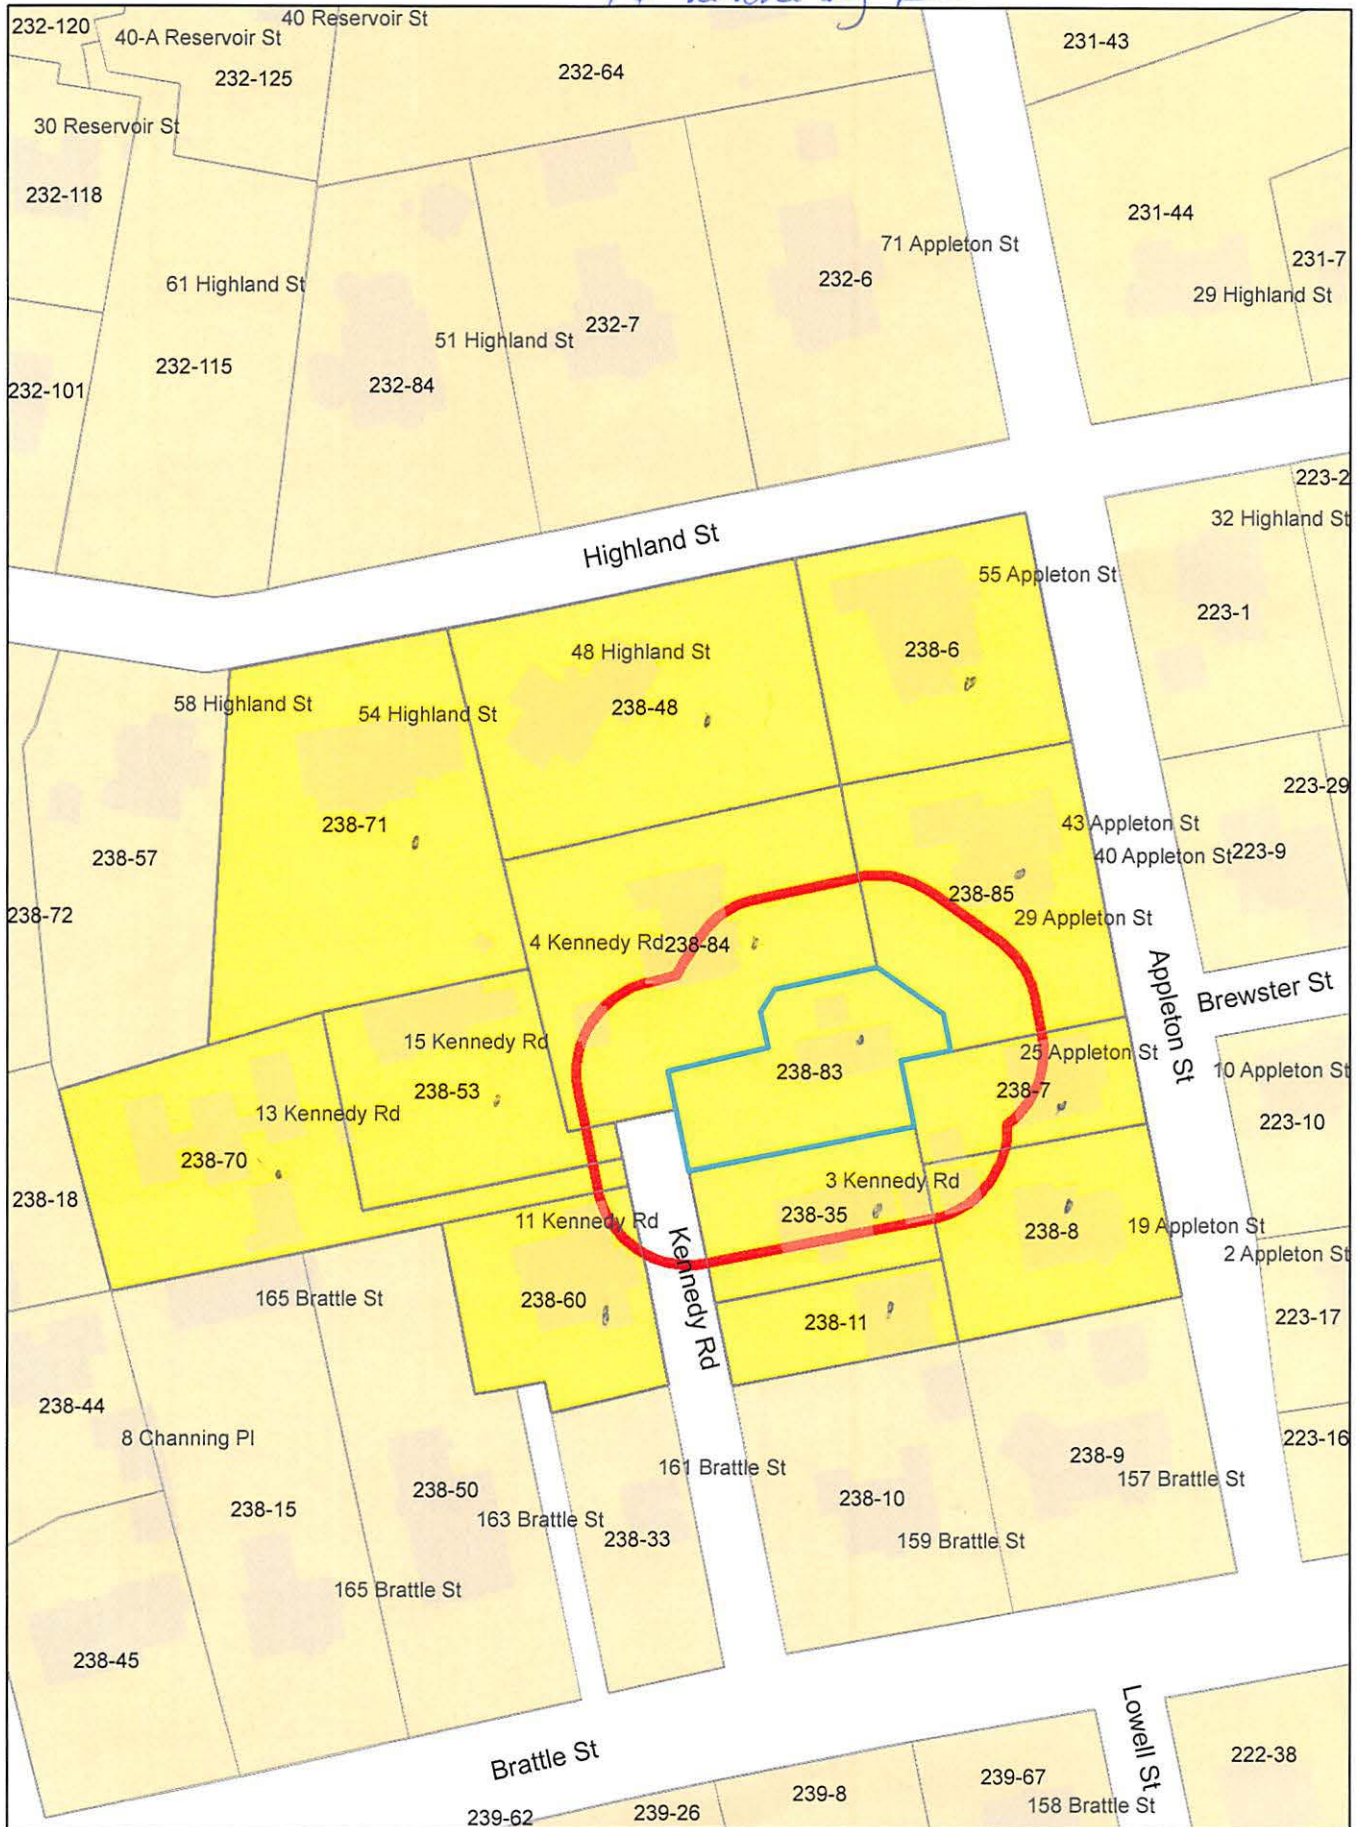 232-120
40 Reservoir St
40-A Reservoir St
232-125
232-64
231-43
30 Reservoir St
232-118
231-44
71 Appleton St
231-7
61 Highland St
232-6
29 Highland St
51 Highland St
232-7
232-115
232-84
232-101
223-2
32 Highland St
Highland St
55 Appleton St
223-1
48 Highland St
238-6
58 Highland St
54 Highland St
238-48
223-29
238-71
43 Appleton St
238-57
40 Appleton St
223-9
238-85
238-72
29 Appleton St
4 Kennedy Rd
238-84
Appleton St
Brewster St
15 Kennedy Rd
25 Appleton St
238-83
10 Appleton St
238-53
238-7
13 Kennedy Rd
223-10
238-70
3 Kennedy Rd
238-18
11 Kennedy Rd
238-35
238-8
19 Appleton St
2 Appleton St
Kennedy Rd
165 Brattle St
238-60
238-11
223-17
238-44
8 Channing Pl
223-16
161 Brattle St
238-9
157 Brattle St
238-50
238-10
238-15
163 Brattle St
238-33
159 Brattle St
165 Brattle St
238-45
Lowell St
Brattle St
222-38
239-67
239-8
158 Brattle St
239-26
239-62